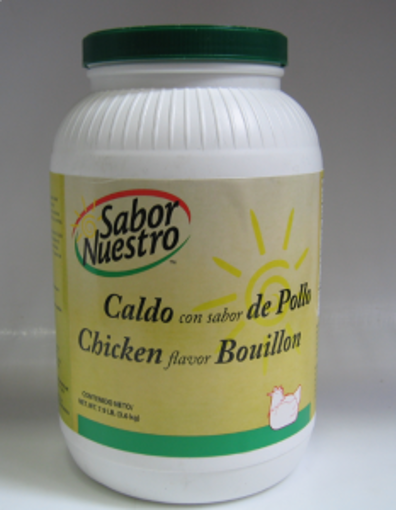 Sabor
Nuestro
Caldo con sabor de Pollo
Chicken flavor Bouillon
CONTENIDO NETO/
NET WT. 7.9 LB. (3.6 kg)